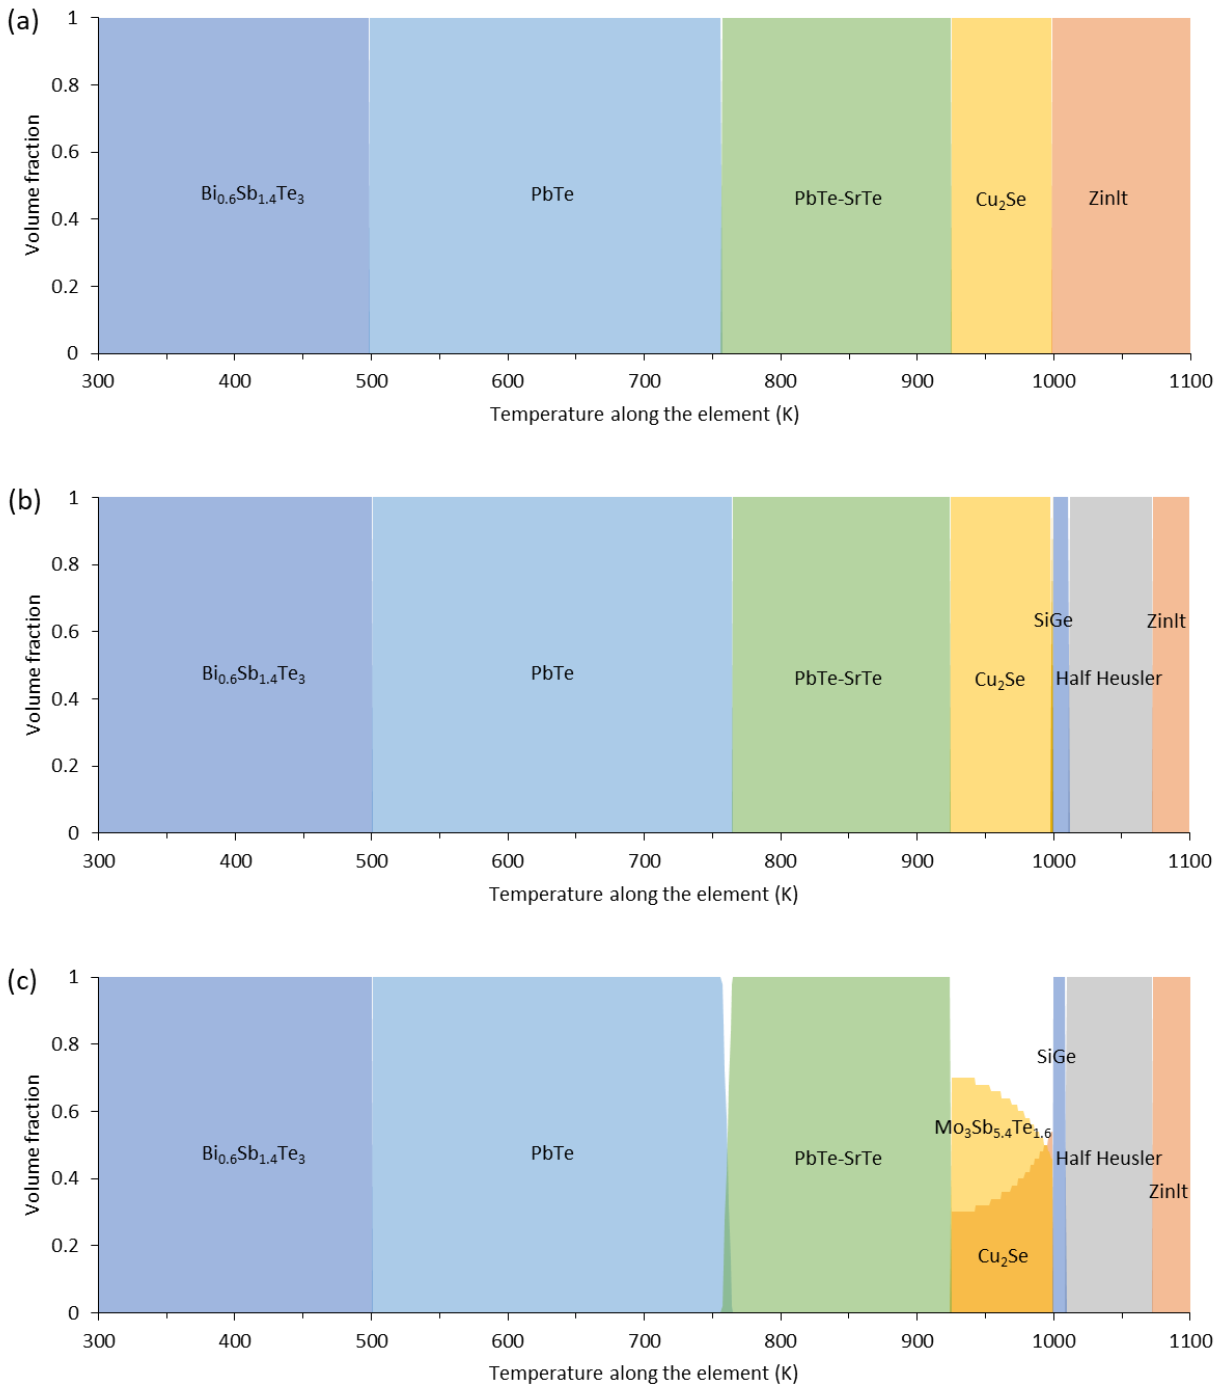 (a)
1
0.8
0.6
0.4
0.2
0
Volume fraction
Bi0.6Sb1.4Te3
PbTe
PbTe-SrTe
Cu2Se
Zinlt
300 400 500 600 700 800 900 1000 1100
Temperature along the element (K)
(b)
1
0.8
0.6
0.4
0.2
0
Volume fraction
SiGe
Zinlt
Bi0.6Sb1.4Te3
PbTe
PbTe-SrTe
Cu2Se
Half Heusler
300 400 500 600 700 800 900 1000 1100
Temperature along the element (K)
(c)
1
0.8
0.6
0.4
0.2
0
Volume fraction
SiGe
Mo3Sb5.4Te1.6
Bi0.6Sb1.4Te3
PbTe
PbTe-SrTe
Half Heusler
Zinlt
Cu2Se
300 400 500 600 700 800 900 1000 1100
Temperature along the element (K)